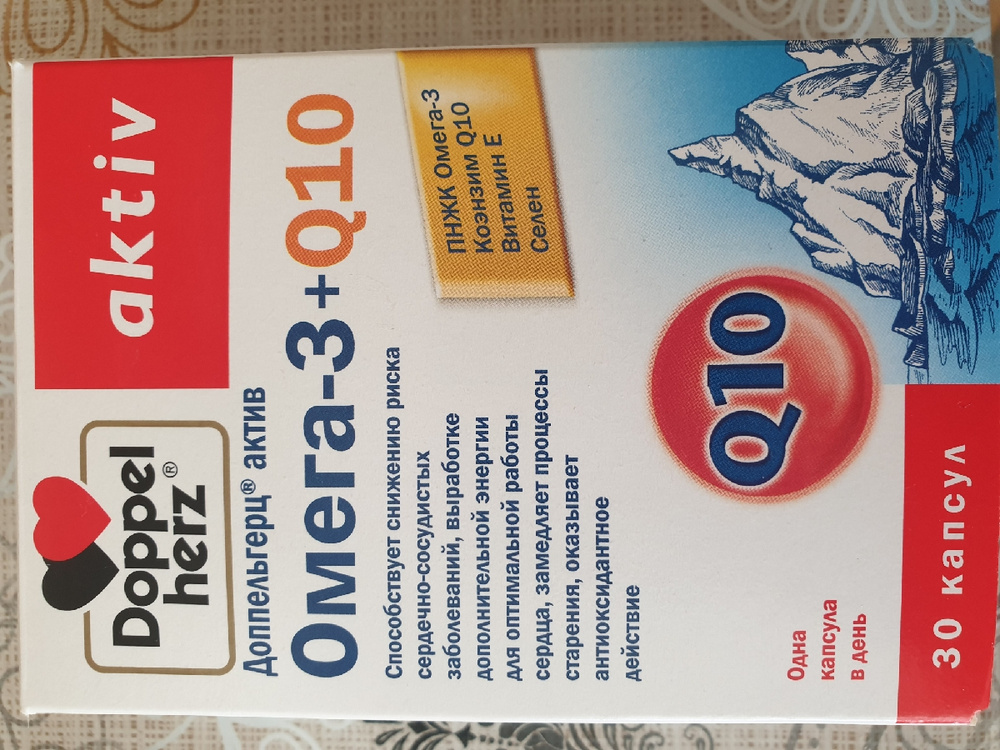 Doppel
herz®
aktiv
Доппельгерц® актив
Омега-3+Q10
Способствует снижению риска
сердечно-сосудистых
заболеваний, выработке
дополнительной энергии
для оптимальной работы
сердца, замедляет процессы
старения, оказывает
антиоксидантное
действие
ПНЖК Омега-3
Коэнзим Q10
Витамин Е
Селен
Q10
Одна
капсула
в день
30 капсул